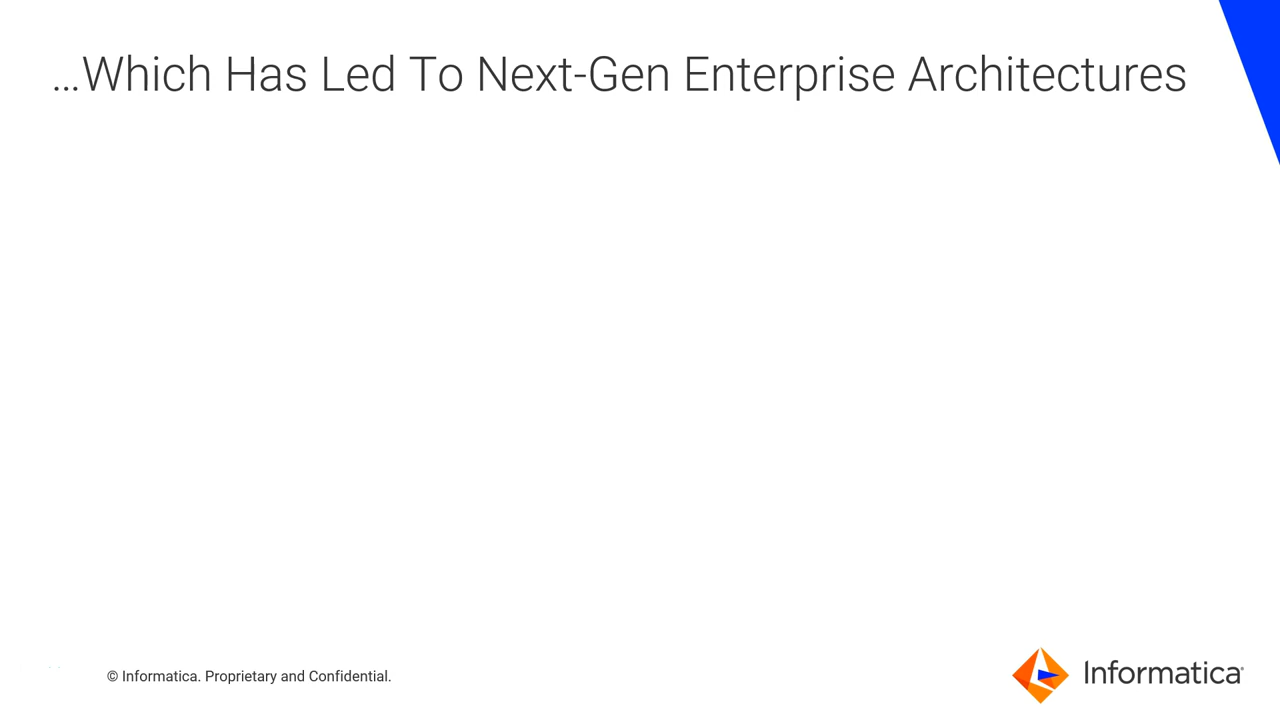 ...Which Has Led To Next-Gen Enterprise Architectures
© Informatica. Proprietary and Confidential.
Informatica®